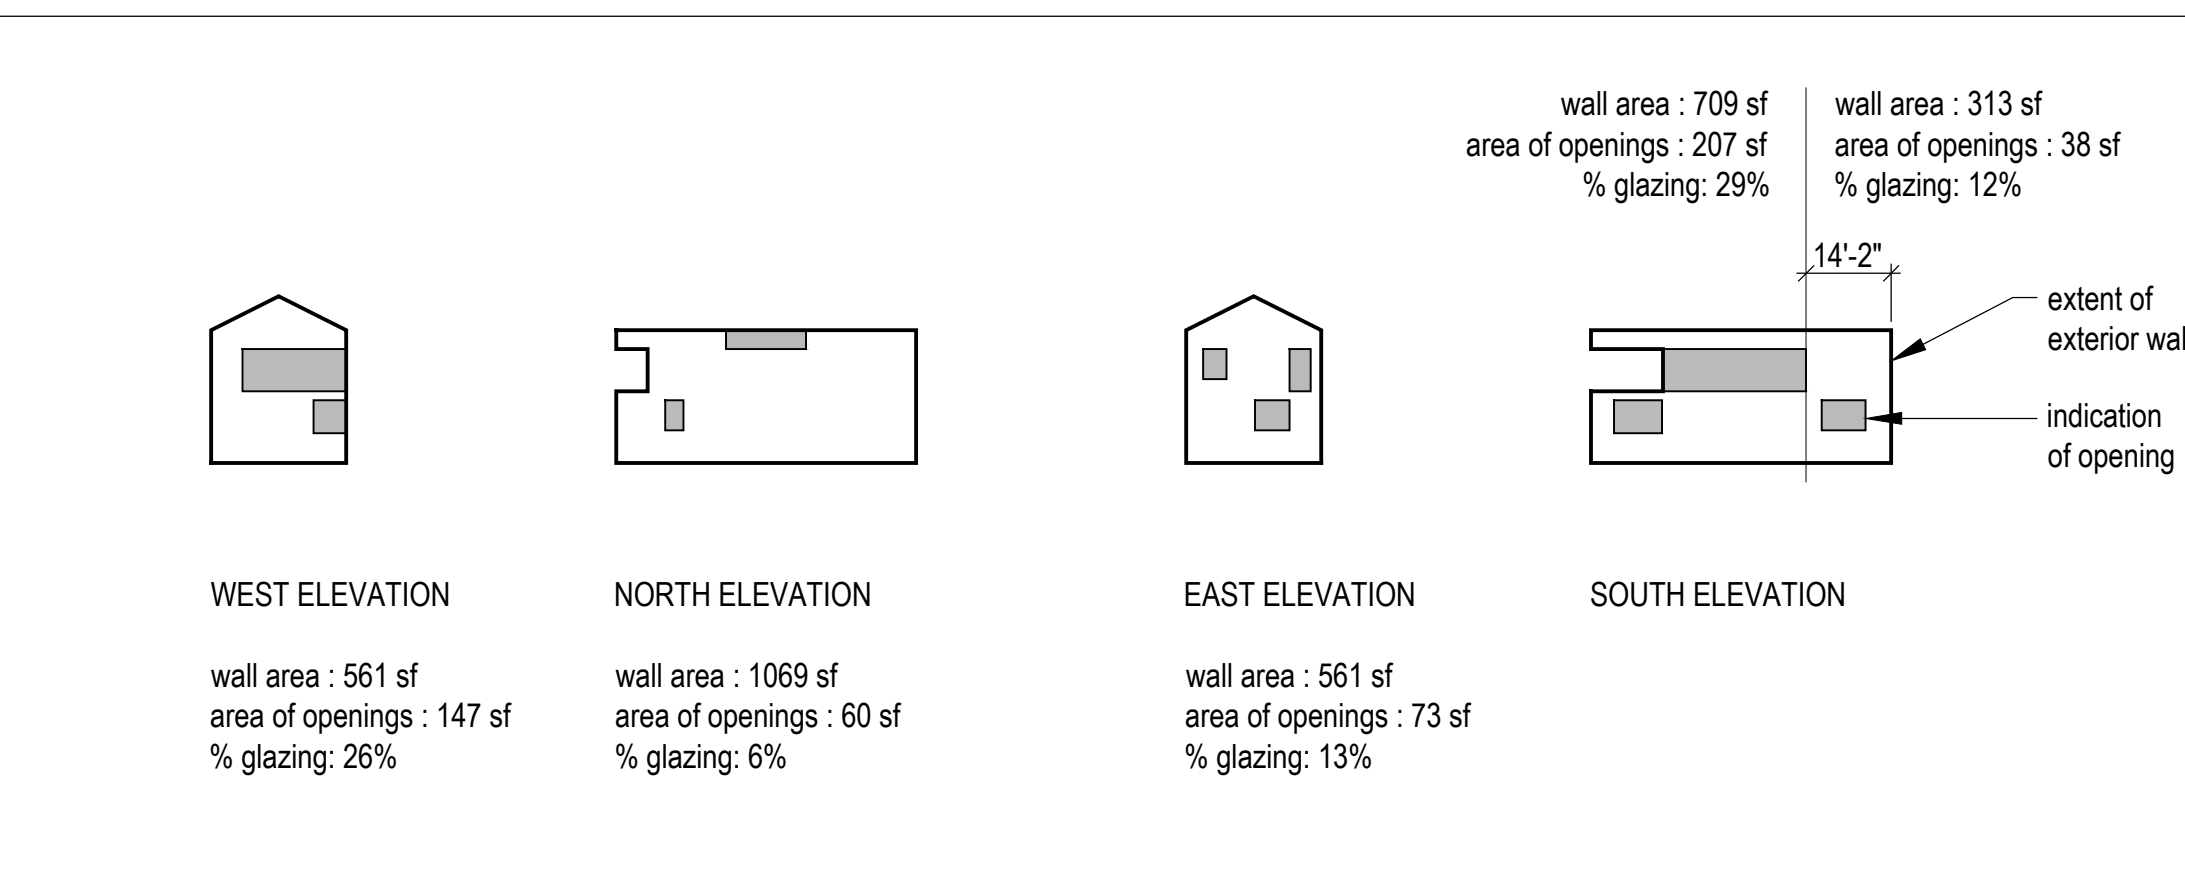 wall area : 709 sf
area of openings : 207 sf
% glazing: 29%
wall area : 313 sf
area of openings : 38 sf
% glazing: 12%
14'-2"
extent of
exterior wal
indication
of opening
WEST ELEVATION
wall area : 561 sf
area of openings : 147 sf
% glazing: 26%
NORTH ELEVATION
wall area : 1069 sf
area of openings : 60 sf
% glazing: 6%
EAST ELEVATION
wall area : 561 sf
area of openings : 73 sf
% glazing: 13%
SOUTH ELEVATION